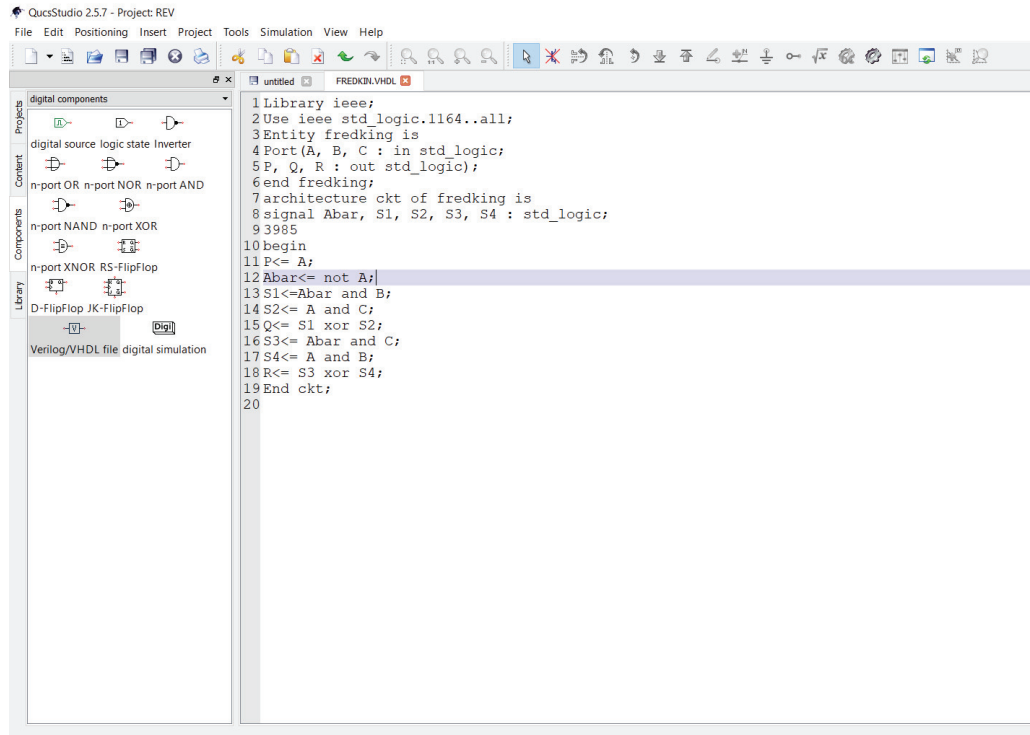 QucsStudio 2.5.7 - Project: REV
File Edit Positioning Insert Project Tools Simulation View Help
untitled FREDKIN.VHDL
digital components
Projects
Content
Components
Library
digital source logic state Inverter
n-port OR n-port NOR n-port AND
n-port NAND n-port XOR
n-port XNOR RS-FlipFlop
D-FlipFlop JK-FlipFlop
Digi
Verilog/VHDL file digital simulation
1 Library ieee;
2 Use ieee std_logic.1164..all;
3 Entity fredking is
4 Port(A, B, C : in std_logic;
5 P, Q, R : out std_logic);
6 end fredking;
7 architecture ckt of fredking is
8 signal Abar, S1, S2, S3, S4 : std_logic;
9 3985
10 begin
11 P<= A;
12 Abar<= not A;
13 S1<=Abar and B;
14 S2<= A and C;
15 Q<= S1 xor S2;
16 S3<= Abar and C;
17 S4<= A and B;
18 R<= S3 xor S4;
19 End ckt;
20